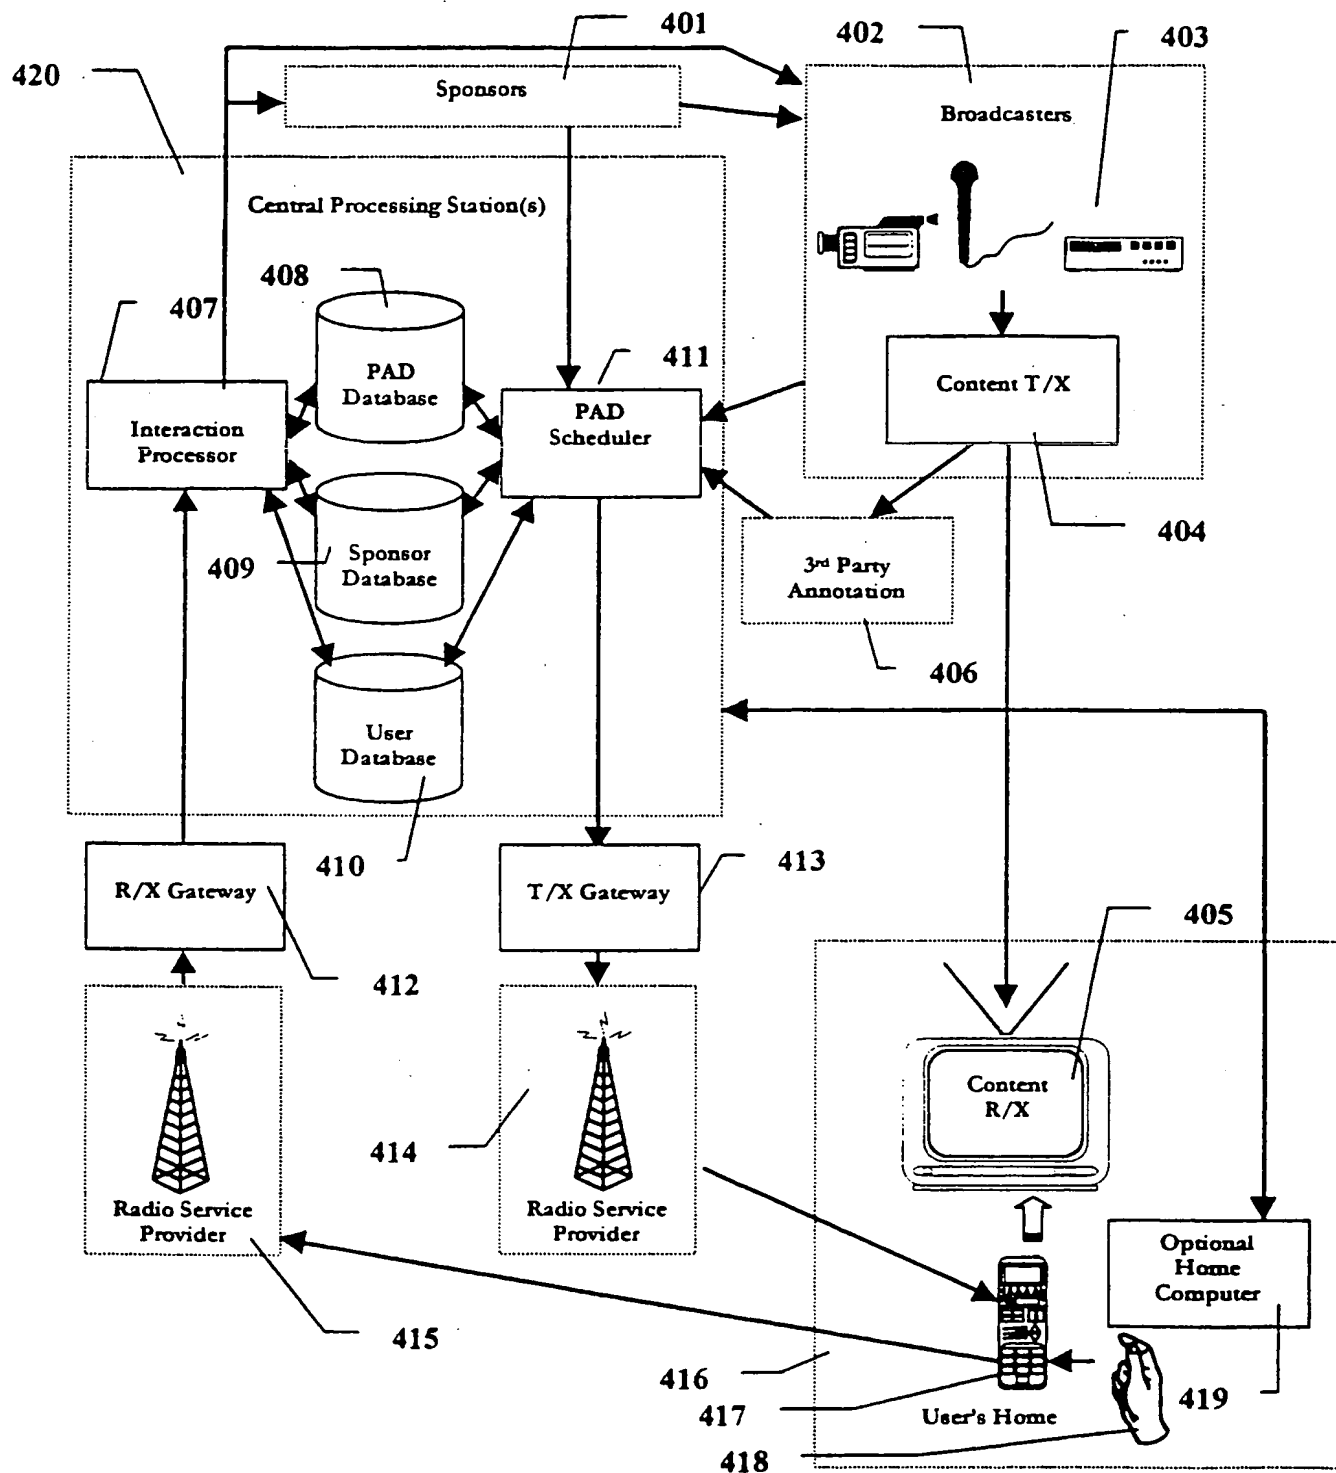 401
402
403
420
Sponsors
Broadcasters
Central Processing Station(s)
408
407
411
PAD
Database
PAD
Scheduler
Content T/X
Interaction
Processor
404
409
Sponsor
Database
3rd Party
Annotation
406
User
Database
410
413
R/X Gateway
T/X Gateway
405
412
Content
R/X
414
Radio Service
Provider
Radio Service
Provider
Optional
Home
Computer
415
416
417
419
User's Home
418